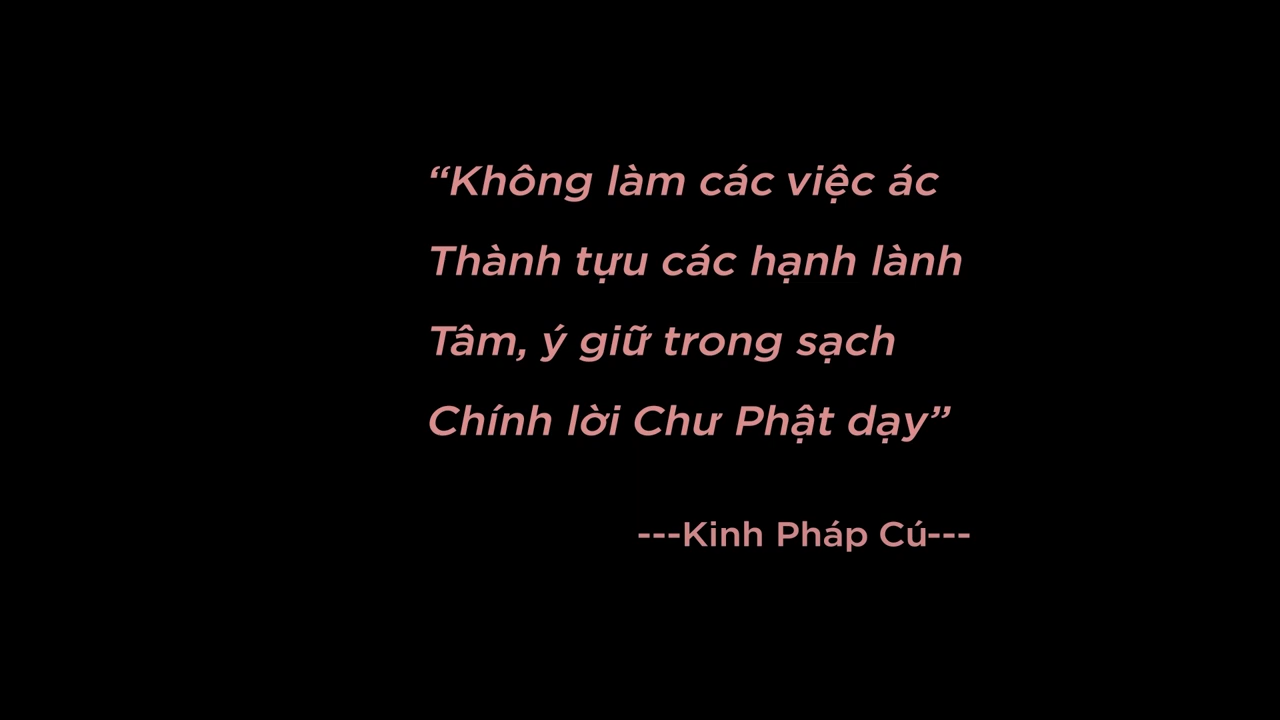 “Không làm các việc ác
Thành tựu các hạnh lành
Tâm, ý giữ trong sạch
Chính lời Chư Phật dạy”
---Kinh Pháp Cú---